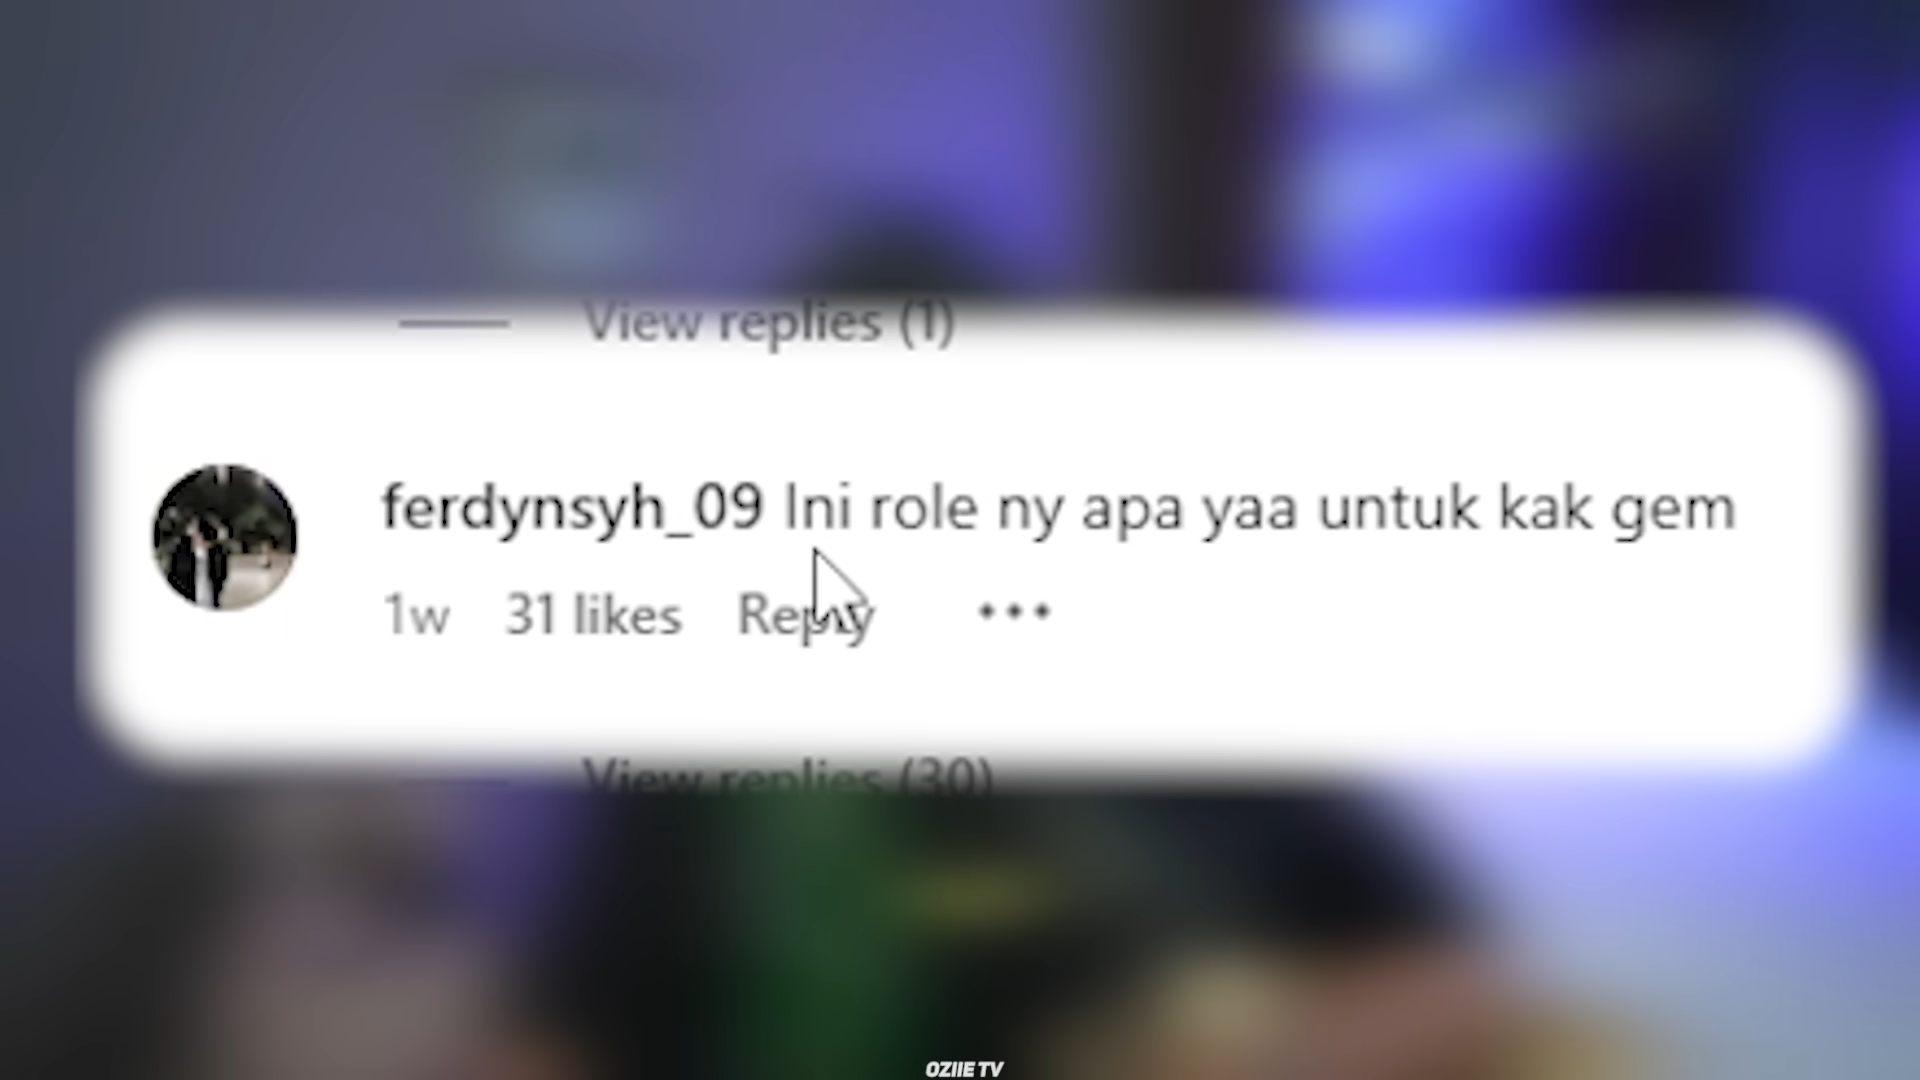 View replies (1)
ferdynsyh_09 Ini role ny apa yaa untuk kak gem
1w 31 likes Reply •••
View replies (30)
OZIIE TV